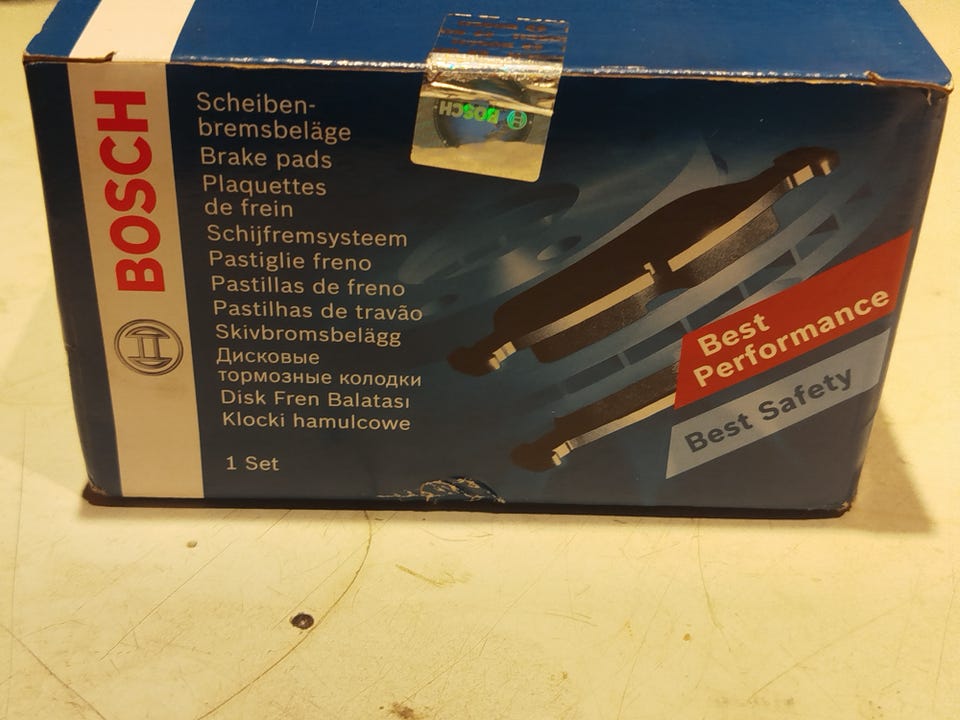 BOSCH
Scheiben-
bremsbeläge
Brake pads
Plaquettes
de frein
Schijfremsysteem
Pastiglie freno
Pastillas de freno
Pastilhas de travão
Skivbromsbelägg
Дисковые
тормозные колодки
Disk Fren Balatası
Klocki hamulcowe
1 Set
BOSCH
Best
Performance
Best Safety